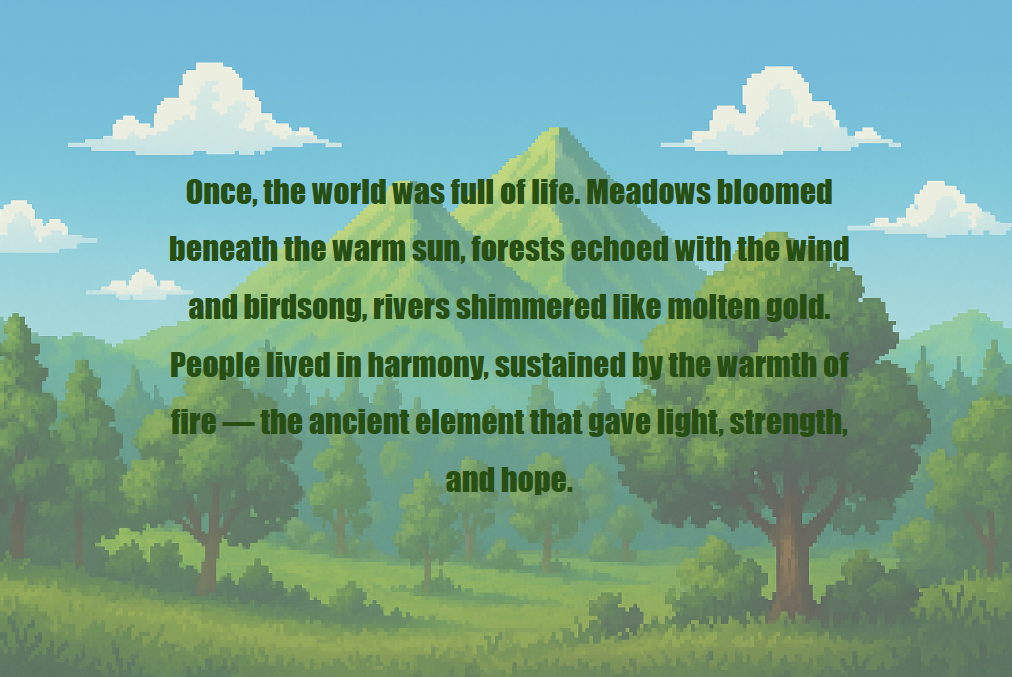 Once, the world was full of life. Meadows bloomed
beneath the warm sun, forests echoed with the wind
and birdsong, rivers shimmered like molten gold.
People lived in harmony, sustained by the warmth of
fire — the ancient element that gave light, strength,
and hope.